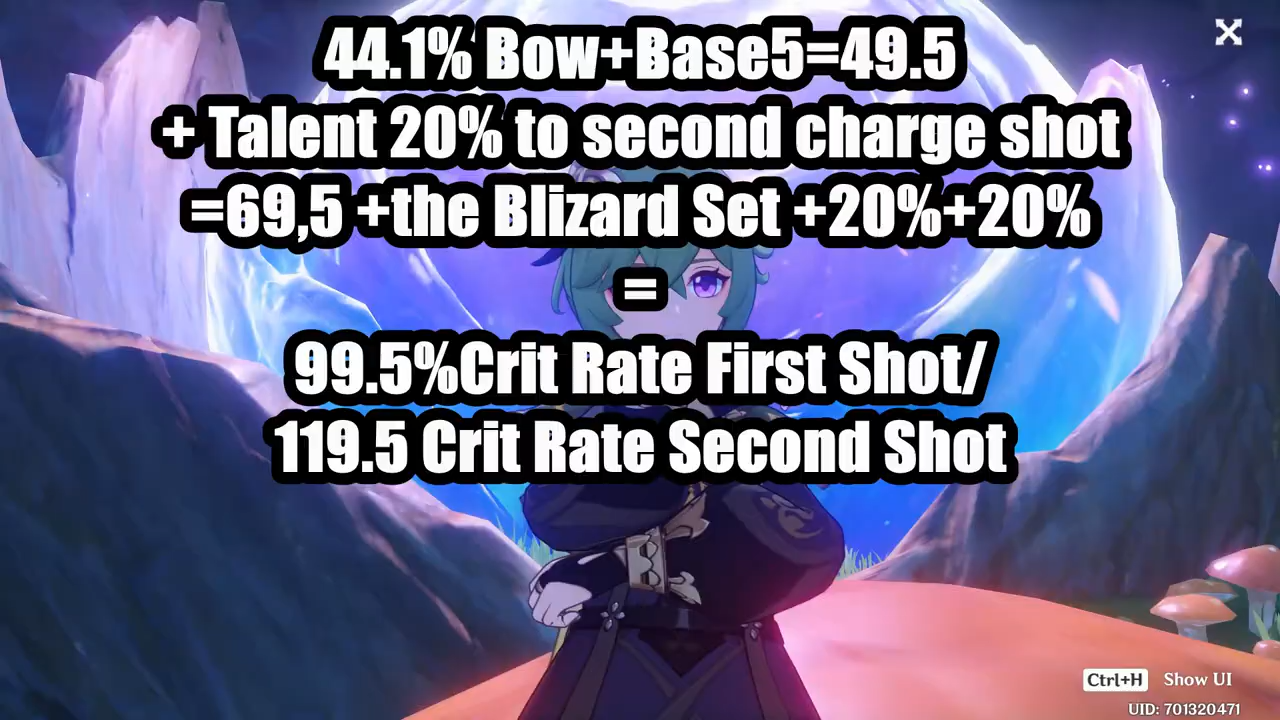 44.1% Bow+Base5=49.5
+ Talent 20% to second charge shot
=69,5 +the Blizard Set +20%+20%
=
99.5%Crit Rate First Shot/
119.5 Crit Rate Second Shot
Ctrl+H Show UI
UID: 701320471